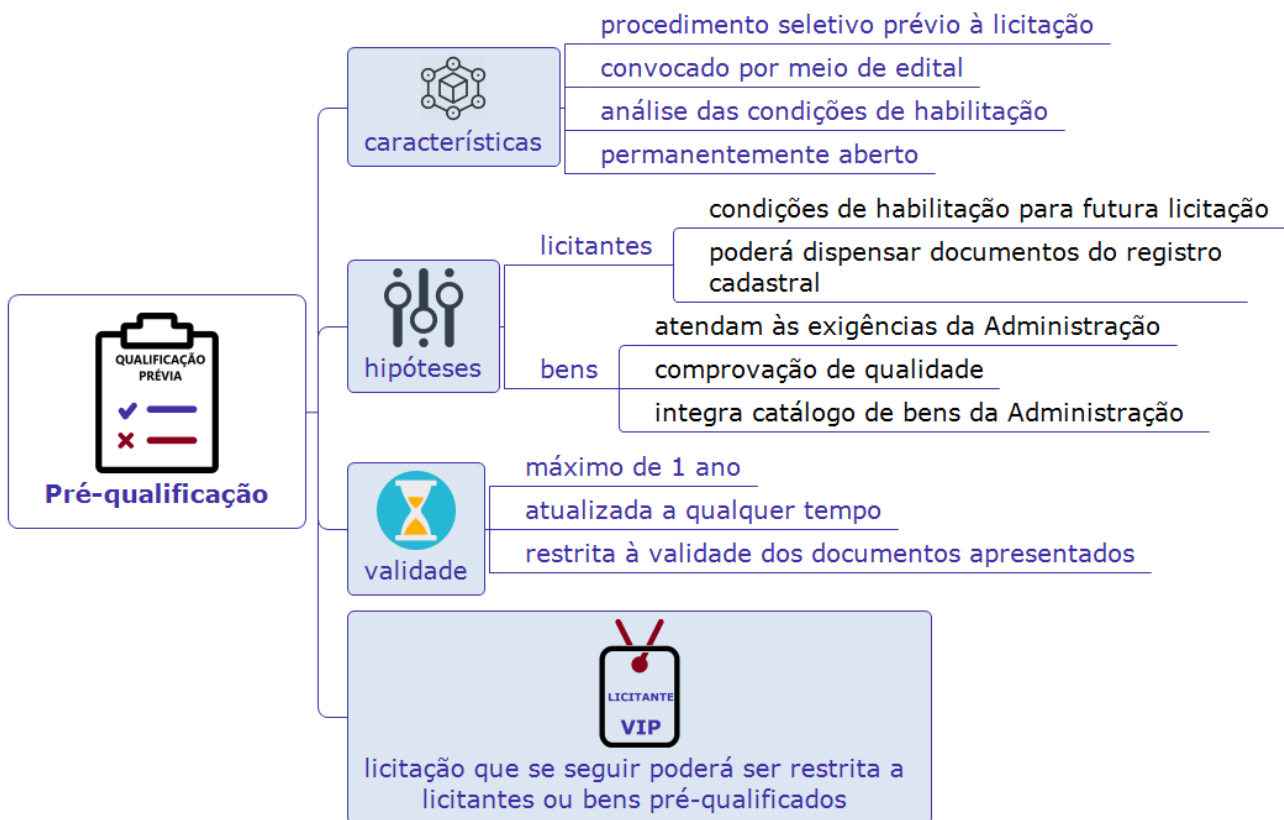 procedimento seletivo prévio à licitação
convocado por meio de edital
análise das condições de habilitação
permanentemente aberto
características
condições de habilitação para futura licitação
licitantes
poderá dispensar documentos do registro
cadastral
hipóteses
atendam às exigências da Administração
bens
comprovação de qualidade
integra catálogo de bens da Administração
QUALIFICAÇÃO
PRÉVIA
Pré-qualificação
máximo de 1 ano
atualizada a qualquer tempo
restrita à validade dos documentos apresentados
validade
LICITANTE
VIP
licitação que se seguir poderá ser restrita a
licitantes ou bens pré-qualificados